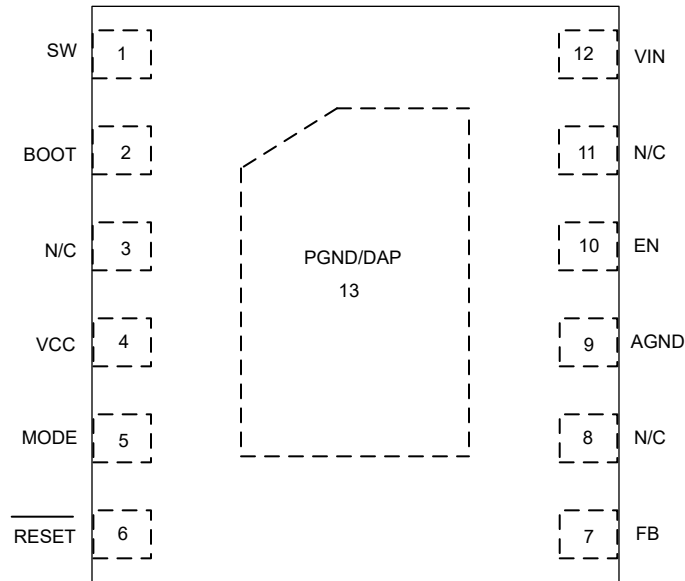 SW 1 12 VIN
BOOT 2 11 N/C
N/C 3 10 EN
PGND/DAP
13
VCC 4 9 AGND
MODE 5 8 N/C
RESET 6 7 FB